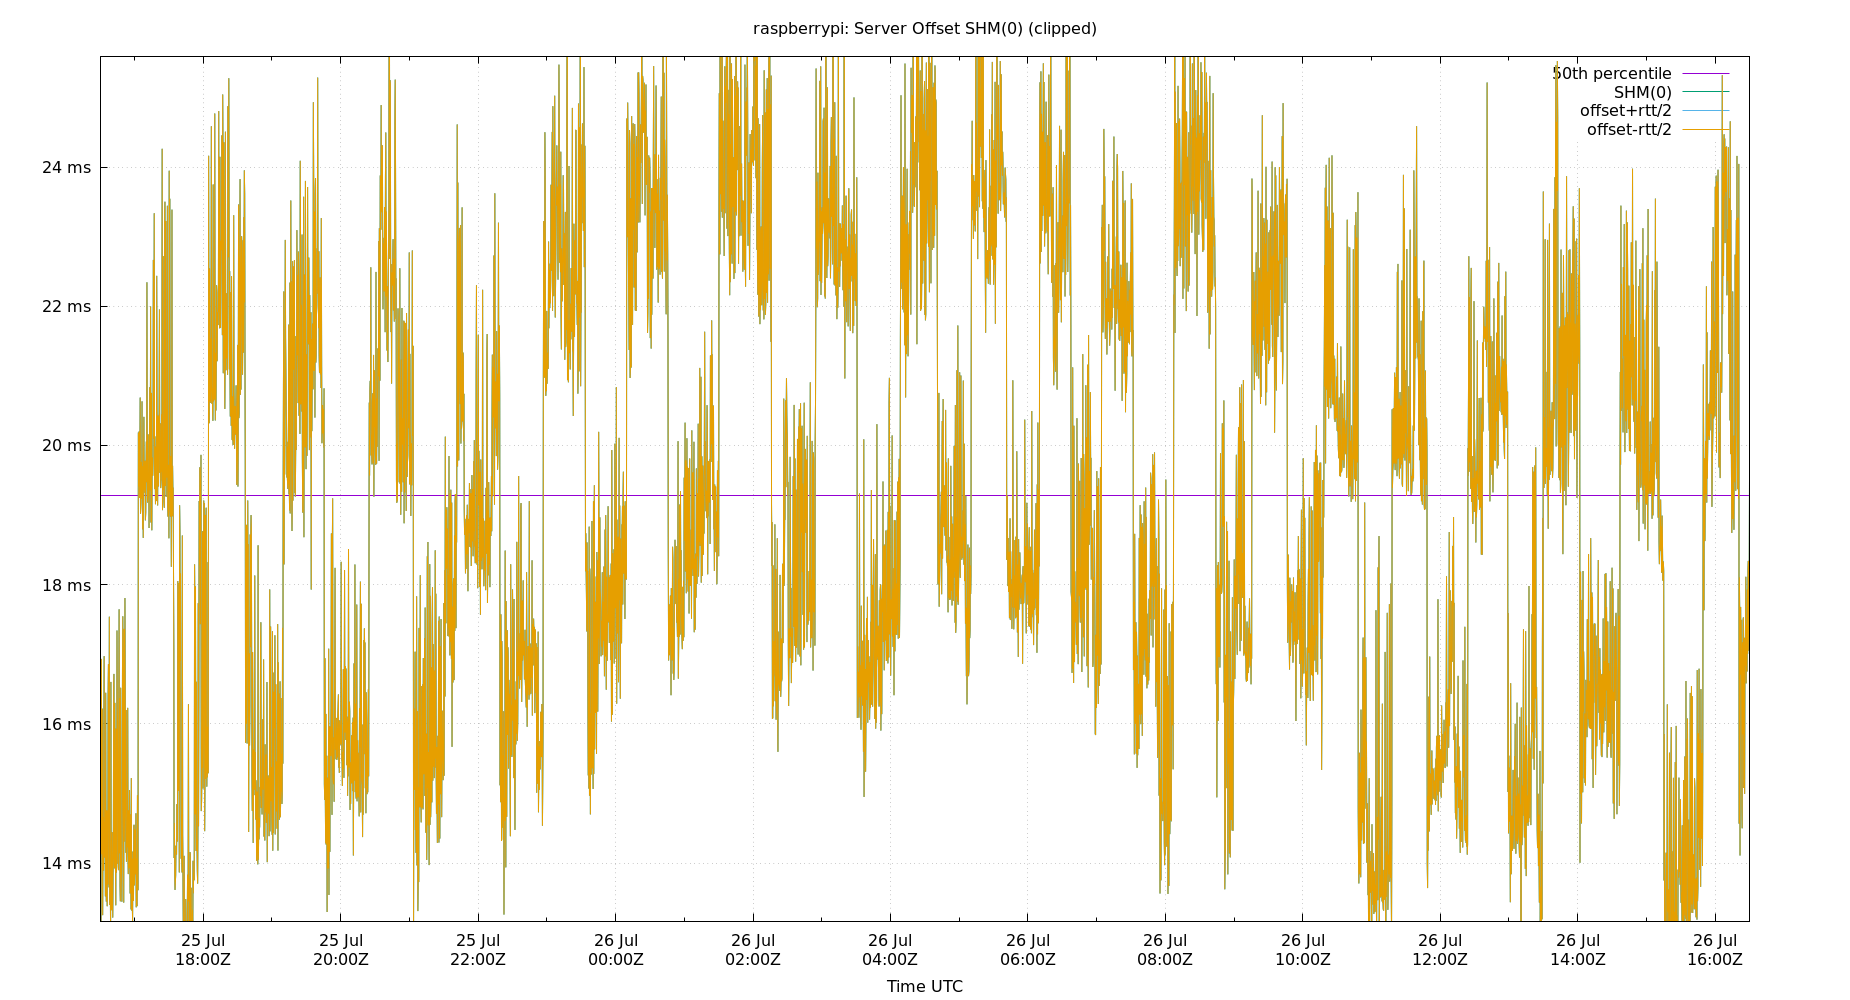 raspberrypi: Server Offset SHM(0) (clipped)
50th percentile
SHM(0)
offset+rtt/2
offset-rtt/2
24 ms
22 ms
20 ms
18 ms
16 ms
14 ms
25 Jul 25 Jul 25 Jul 26 Jul 26 Jul 26 Jul 26 Jul 26 Jul 26 Jul 26 Jul 26 Jul 26 Jul
18:00Z 20:00Z 22:00Z 00:00Z 02:00Z 04:00Z 06:00Z 08:00Z 10:00Z 12:00Z 14:00Z 16:00Z
Time UTC